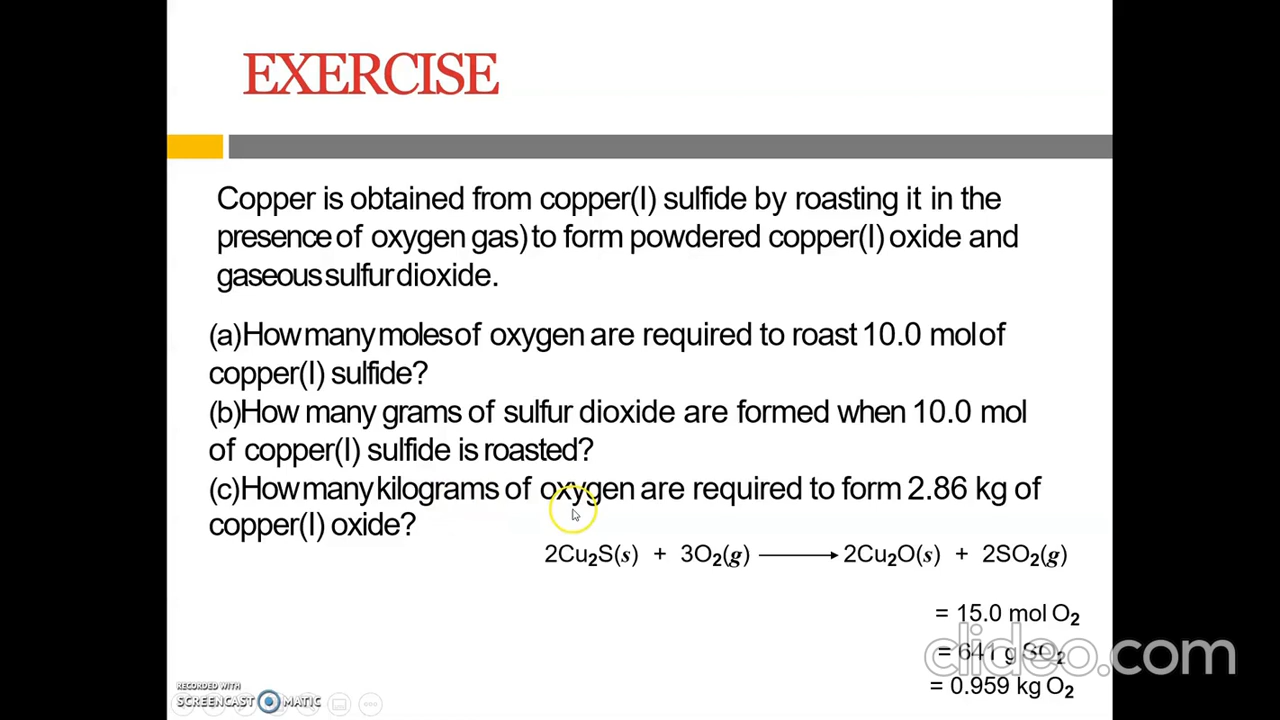 EXERCISE
Copper is obtained from copper(I) sulfide by roasting it in the
presence of oxygen gas) to form powdered copper(I) oxide and
gaseous sulfur dioxide.
(a)How many moles of oxygen are required to roast 10.0 mol of
copper(I) sulfide?
(b)How many grams of sulfur dioxide are formed when 10.0 mol
of copper(I) sulfide is roasted?
(c)How many kilograms of oxygen are required to form 2.86 kg of
copper(I) oxide?
2Cu₂S(s) + 3O₂(g) ⟶ 2Cu₂O(s) + 2SO₂(g)
= 15.0 mol O₂
= 641 g SO₂
clideo.com
= 0.959 kg O₂
RECORDED WITH
SCREENCAST MATIC